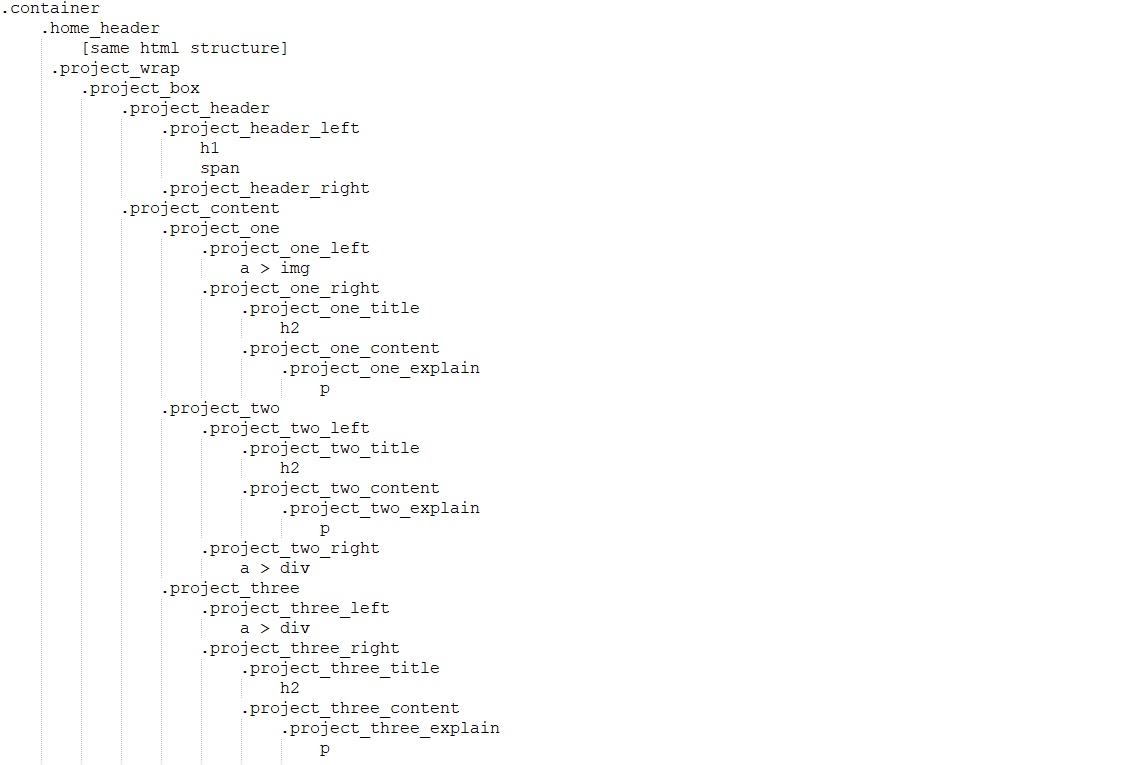 .container
.home_header
[same html structure]
.project_wrap
.project_box
.project_header
.project_header_left
h1
span
.project_header_right
.project_content
.project_one
.project_one_left
a > img
.project_one_right
.project_one_title
h2
.project_one_content
.project_one_explain
p
.project_two
.project_two_left
.project_two_title
h2
.project_two_content
.project_two_explain
p
.project_two_right
a > div
.project_three
.project_three_left
a > div
.project_three_right
.project_three_title
h2
.project_three_content
.project_three_explain
p